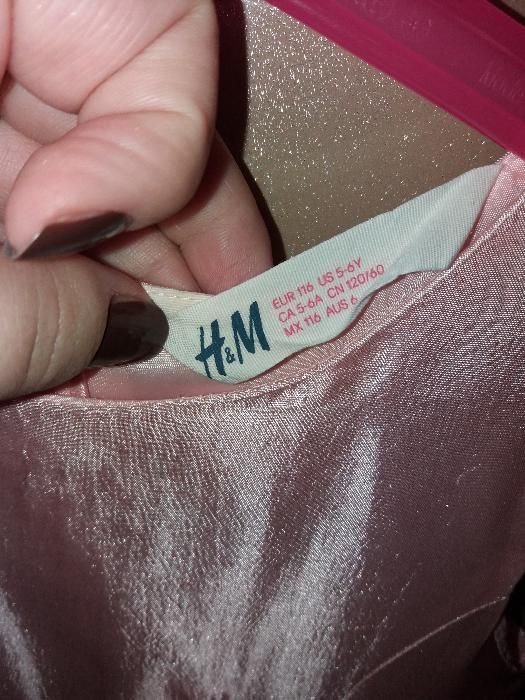 H&M
EUR 116 US 5-6Y
CA 5-6A CN 120/60
MX 116 AUS 6